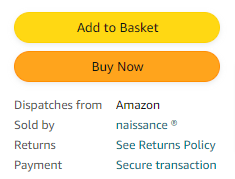 Add to Basket
Buy Now
Dispatches from Amazon
Sold by naissance ®
Returns See Returns Policy
Payment Secure transaction